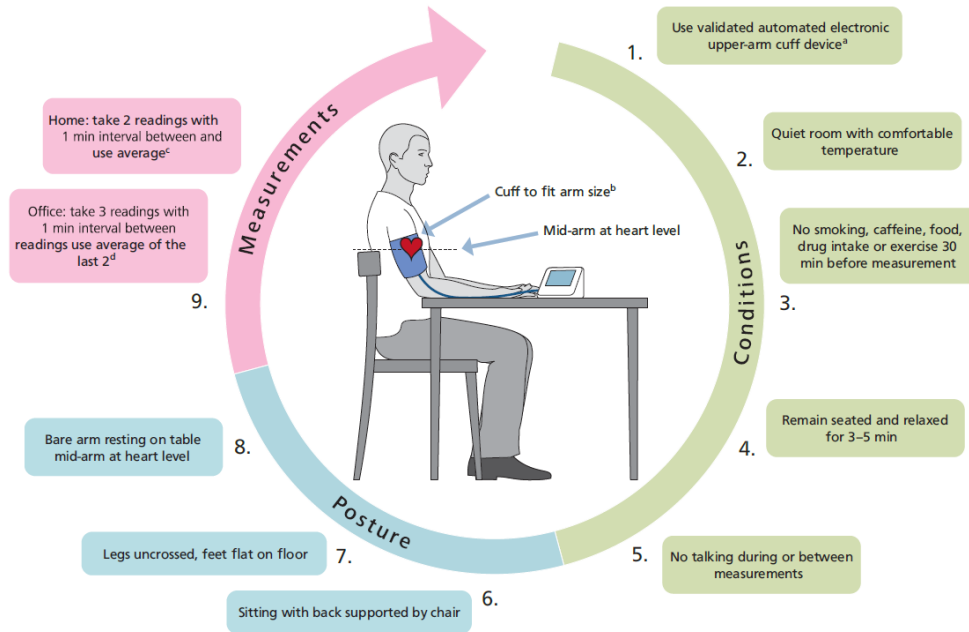 1.
Use validated automated electronic
upper-arm cuff deviceᵃ
2.
Quiet room with comfortable
temperature
3.
No smoking, caffeine, food,
drug intake or exercise 30
min before measurement
4.
Remain seated and relaxed
for 3–5 min
5.
No talking during or between
measurements
Conditions
6.
Sitting with back supported by chair
7.
Legs uncrossed, feet flat on floor
8.
Bare arm resting on table
mid-arm at heart level
Posture
9.
Home: take 2 readings with
1 min interval between and
use averageᶜ
Office: take 3 readings with
1 min interval between
readings use average of the
last 2ᵈ
Measurements
Cuff to fit arm sizeᵇ
Mid-arm at heart level